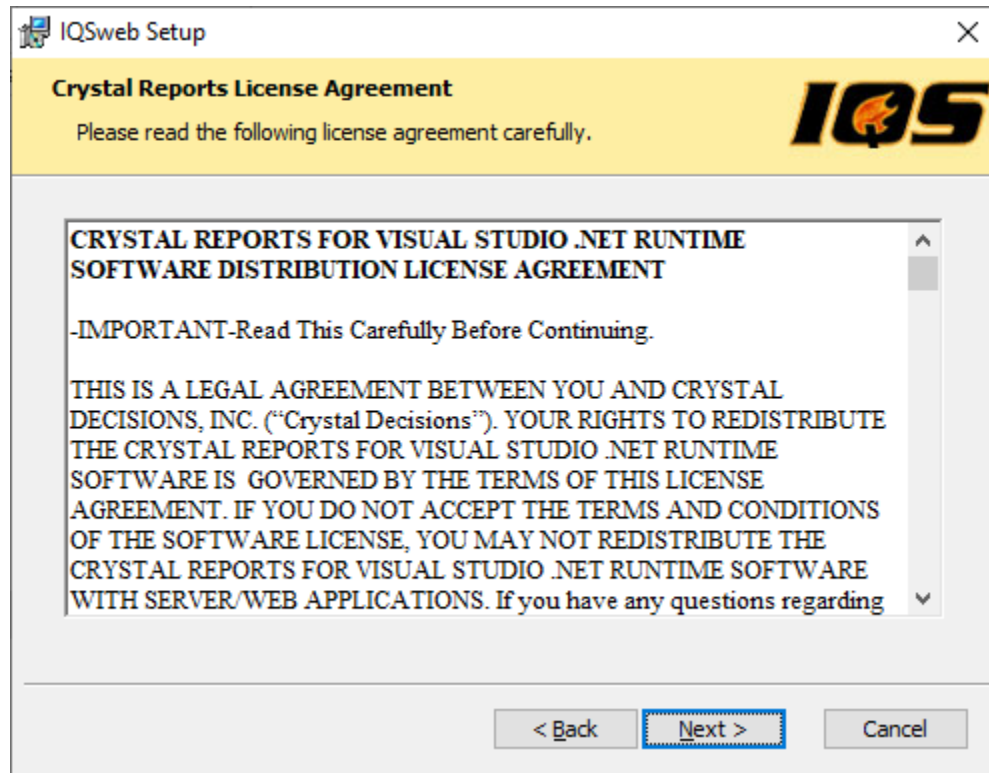 IQSweb Setup
Crystal Reports License Agreement
Please read the following license agreement carefully.
IQS
CRYSTAL REPORTS FOR VISUAL STUDIO .NET RUNTIME
SOFTWARE DISTRIBUTION LICENSE AGREEMENT
-IMPORTANT-Read This Carefully Before Continuing.
THIS IS A LEGAL AGREEMENT BETWEEN YOU AND CRYSTAL
DECISIONS, INC. (“Crystal Decisions”). YOUR RIGHTS TO REDISTRIBUTE
THE CRYSTAL REPORTS FOR VISUAL STUDIO .NET RUNTIME
SOFTWARE IS  GOVERNED BY THE TERMS OF THIS LICENSE
AGREEMENT. IF YOU DO NOT ACCEPT THE TERMS AND CONDITIONS
OF THE SOFTWARE LICENSE, YOU MAY NOT REDISTRIBUTE THE
CRYSTAL REPORTS FOR VISUAL STUDIO .NET RUNTIME SOFTWARE
WITH SERVER/WEB APPLICATIONS. If you have any questions regarding
< Back
Next >
Cancel